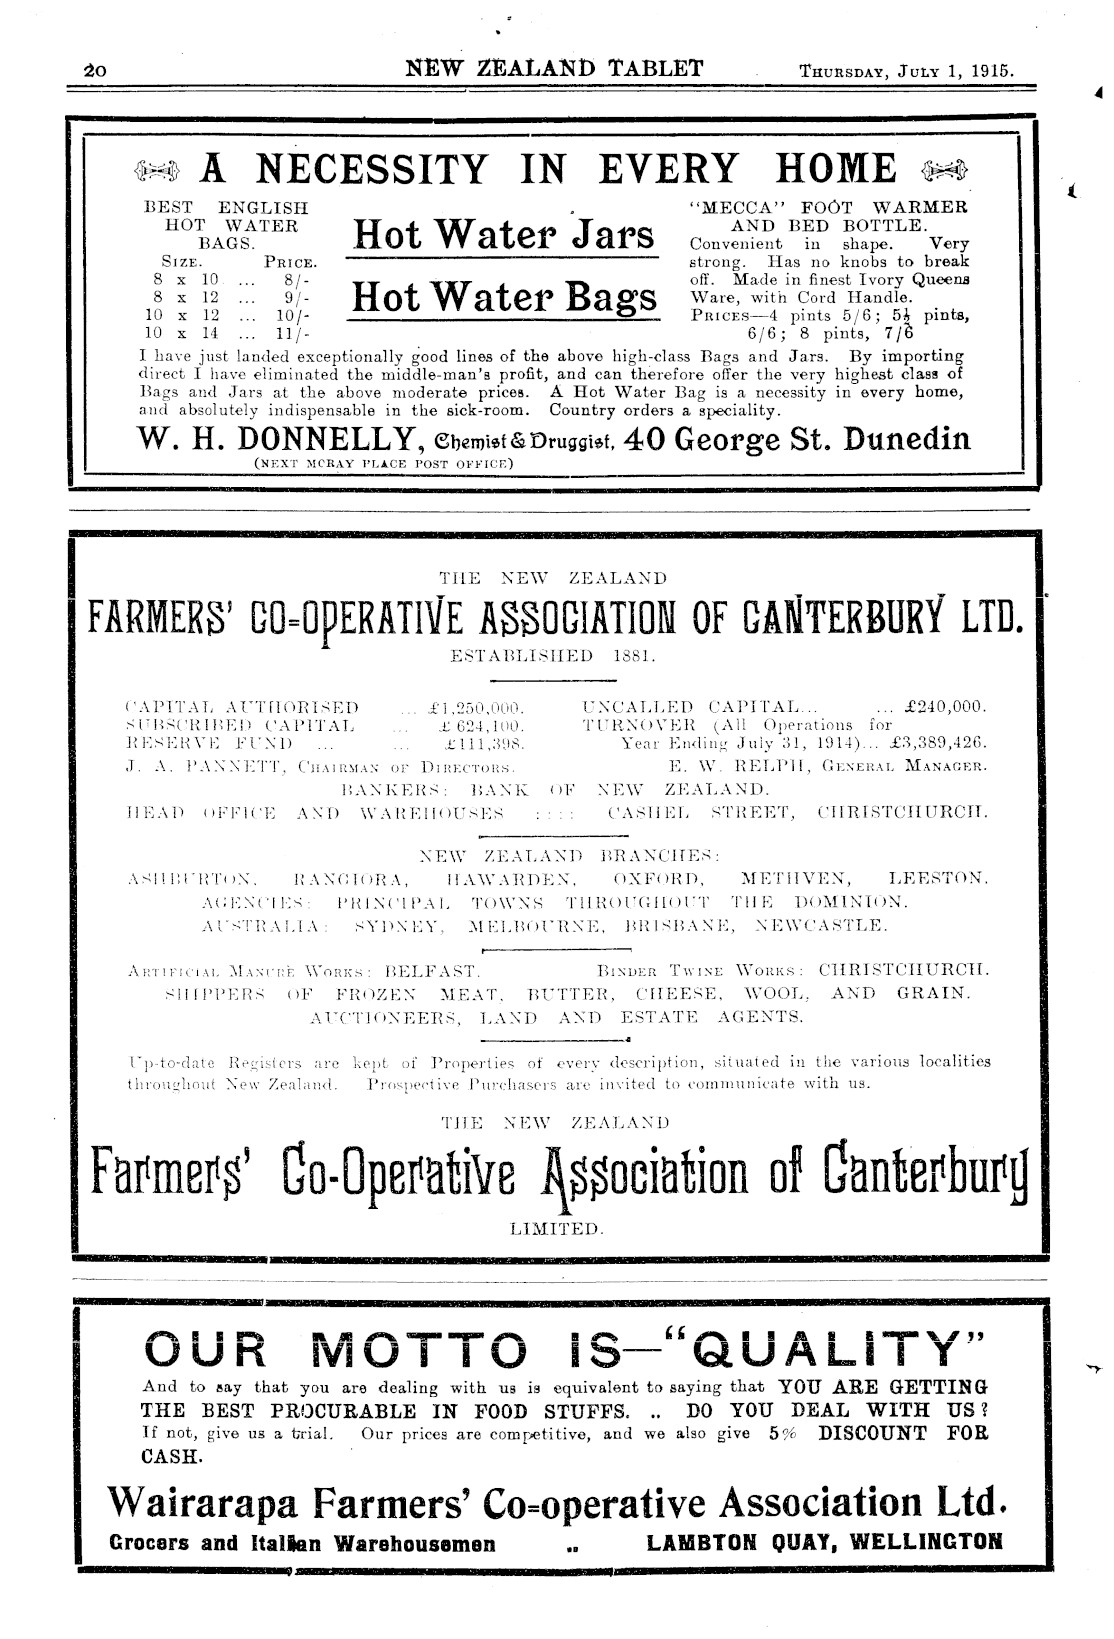 20 NEW ZEALAND TABLET THURSDAY, JULY 1, 1915.
A NECESSITY IN EVERY HOME
BEST ENGLISH
HOT WATER
BAGS.
SIZE. PRICE.
8 x 10 ... 8/-
8 x 12 ... 9/-
10 x 12 ... 10/-
10 x 14 ... 11/-
Hot Water Jars
Hot Water Bags
"MECCA" FOOT WARMER
AND BED BOTTLE.
Convenient in shape. Very
strong. Has no knobs to break
off. Made in finest Ivory Queens
Ware, with Cord Handle.
PRICES—4 pints 5/6; 5½ pints,
6/6; 8 pints, 7/6
I have just landed exceptionally good lines of the above high-class Bags and Jars. By importing
direct I have eliminated the middle-man's profit, and can therefore offer the very highest class of
Bags and Jars at the above moderate prices. A Hot Water Bag is a necessity in every home,
and absolutely indispensable in the sick-room. Country orders a speciality.
W. H. DONNELLY, Chemist & Druggist, 40 George St. Dunedin
(NEXT MCRAY PLACE POST OFFICE)
THE NEW ZEALAND
FARMERS' CO=OPERATIVE ASSOCIATION OF CANTERBURY LTD.
ESTABLISHED 1881.
CAPITAL AUTHORISED ... £1,250,000.
SUBSCRIBED CAPITAL ... £624,100.
RESERVE FUND ... ... £111,398.
UNCALLED CAPITAL... ... £240,000.
TURNOVER (All Operations for
Year Ending July 31, 1914)... £3,389,426.
J. A. PANNETT, CHAIRMAN OF DIRECTORS. E. W. RELPH, GENERAL MANAGER.
BANKERS: BANK OF NEW ZEALAND.
HEAD OFFICE AND WAREHOUSES :::: CASHEL STREET, CHRISTCHURCH.
NEW ZEALAND BRANCHES:
ASHBURTON, RANGIORA, HAWARDEN, OXFORD, METHVEN, LEESTON.
AGENCIES: PRINCIPAL TOWNS THROUGHOUT THE DOMINION.
AUSTRALIA: SYDNEY, MELBOURNE, BRISBANE, NEWCASTLE.
ARTIFICIAL MANURE WORKS: BELFAST. BINDER TWINE WORKS: CHRISTCHURCH.
SHIPPERS OF FROZEN MEAT, BUTTER, CHEESE, WOOL, AND GRAIN.
AUCTIONEERS, LAND AND ESTATE AGENTS.
Up-to-date Registers are kept of Properties of every description, situated in the various localities
throughout New Zealand. Prospective Purchasers are invited to communicate with us.
THE NEW ZEALAND
Farmers' Co-Operative Association of Canterbury
LIMITED.
OUR MOTTO IS—"QUALITY"
And to say that you are dealing with us is equivalent to saying that YOU ARE GETTING
THE BEST PROCURABLE IN FOOD STUFFS. .. DO YOU DEAL WITH US?
If not, give us a trial. Our prices are competitive, and we also give 5% DISCOUNT FOR
CASH.
Wairarapa Farmers' Co=operative Association Ltd.
Grocers and Italian Warehousemen .. LAMBTON QUAY, WELLINGTON